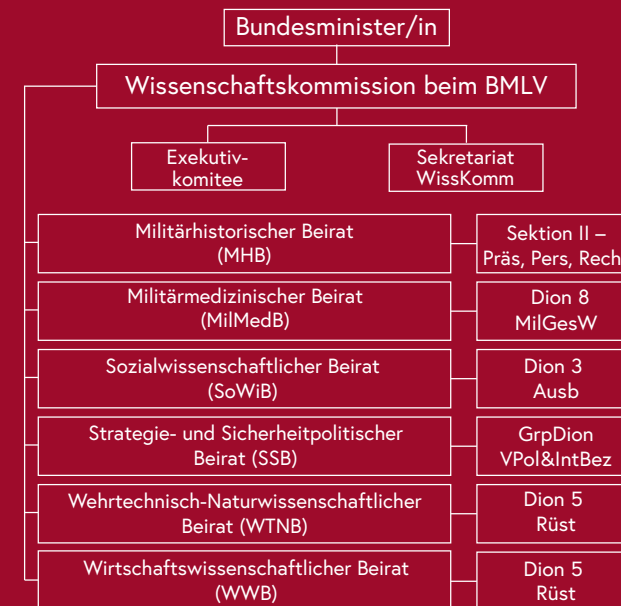 Bundesminister/in
Wissenschaftskommission beim BMLV
Exekutiv-
komitee
Sekretariat
WissKomm
Militärhistorischer Beirat
(MHB)
Sektion II –
Präs, Pers, Rech
Militärmedizinischer Beirat
(MilMedB)
Dion 8
MilGesW
Sozialwissenschaftlicher Beirat
(SoWiB)
Dion 3
Ausb
Strategie- und Sicherheitpolitischer
Beirat (SSB)
GrpDion
VPol&IntBez
Wehrtechnisch-Naturwissenschaftlicher
Beirat (WTNB)
Dion 5
Rüst
Wirtschaftswissenschaftlicher Beirat
(WWB)
Dion 5
Rüst